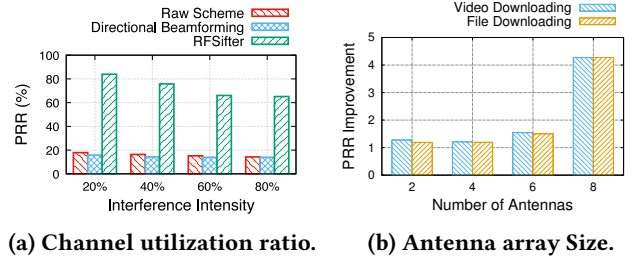 Raw Scheme
Directional Beamforming
RFSifter
PRR (%)
100
80
60
40
20
0
20% 40% 60% 80%
Interference Intensity
(a) Channel utilization ratio.
Video Downloading
File Downloading
PRR Improvement
5
4
3
2
1
0
2 4 6 8
Number of Antennas
(b) Antenna array Size.